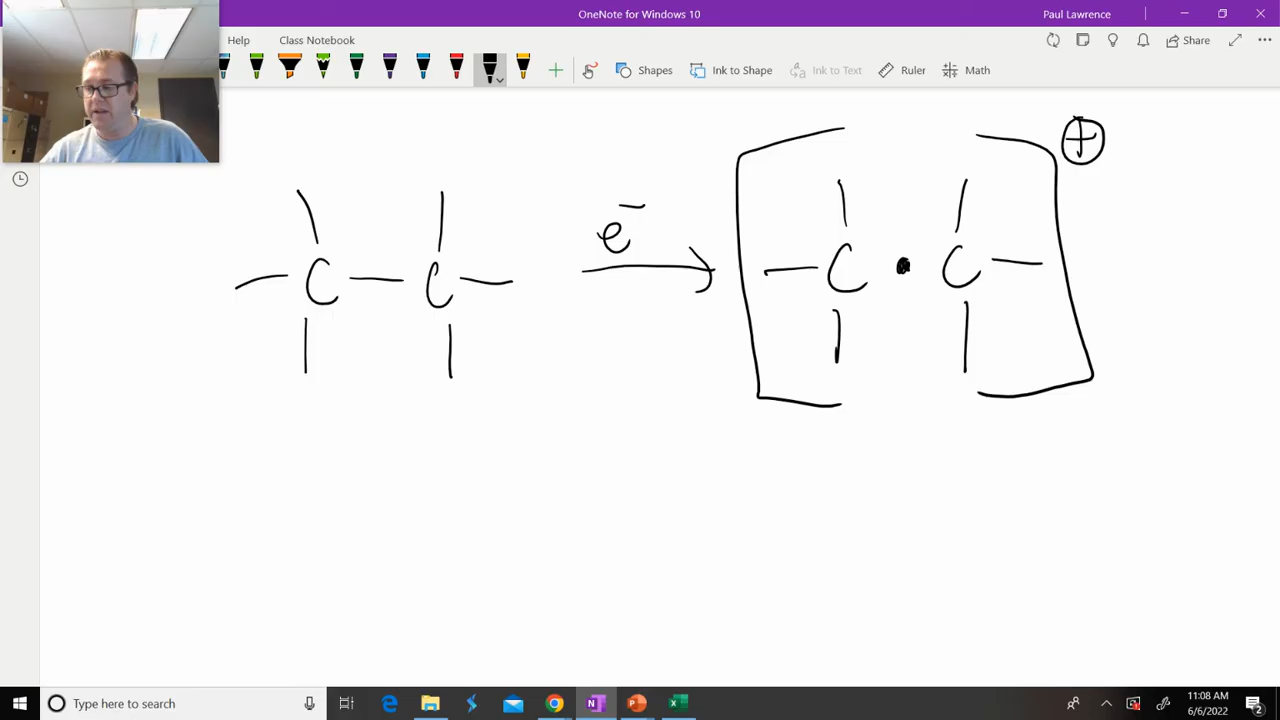 OneNote for Windows 10
Paul Lawrence
Help
Class Notebook
Share
Shapes
Ink to Shape
Ink to Text
Ruler
Math
+
e⁻
C C C • C
Type here to search
11:08 AM
6/6/2022
2